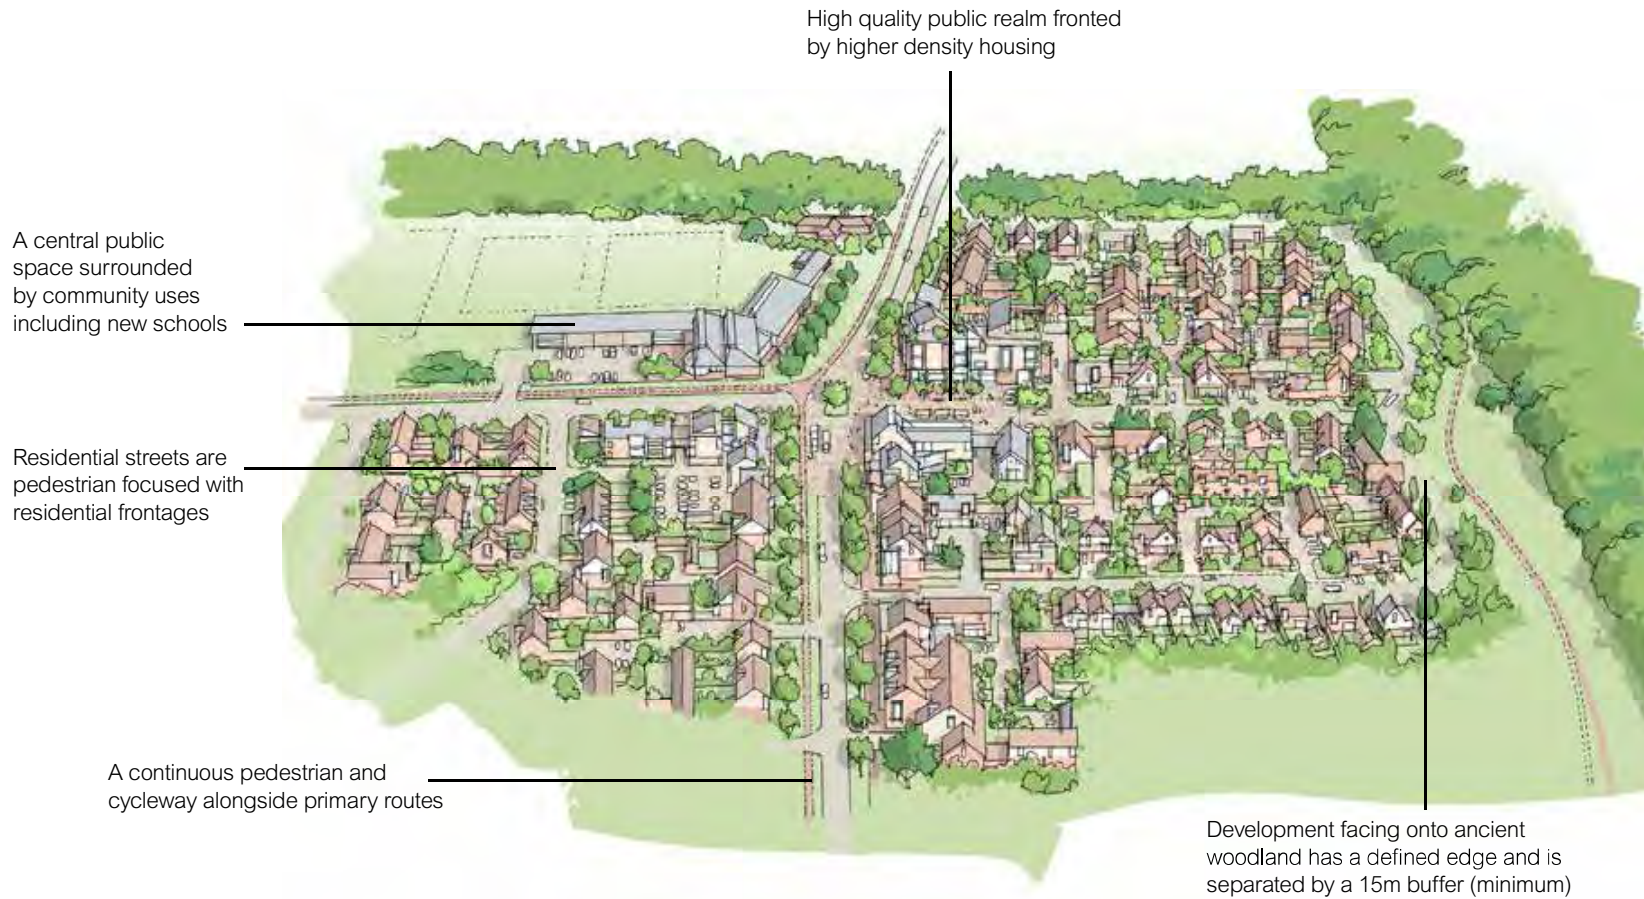 High quality public realm fronted
by higher density housing
A central public
space surrounded
by community uses
including new schools
Residential streets are
pedestrian focused with
residential frontages
A continuous pedestrian and
cycleway alongside primary routes
Development facing onto ancient
woodland has a defined edge and is
separated by a 15m buffer (minimum)